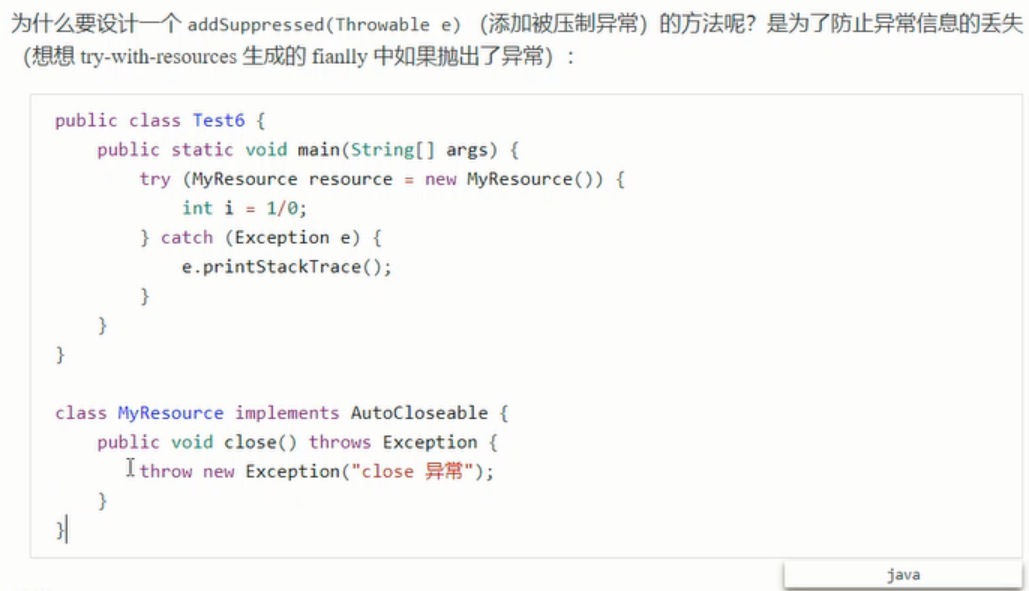 为什么要设计一个 addSuppressed(Throwable e) （添加被压制异常）的方法呢？是为了防止异常信息的丢失
（想想 try-with-resources 生成的 fianlly 中如果抛出了异常）：
public class Test6 {
    public static void main(String[] args) {
        try (MyResource resource = new MyResource()) {
            int i = 1/0;
        } catch (Exception e) {
            e.printStackTrace();
        }
    }
}
class MyResource implements AutoCloseable {
    public void close() throws Exception {
        throw new Exception("close 异常");
    }
}
java